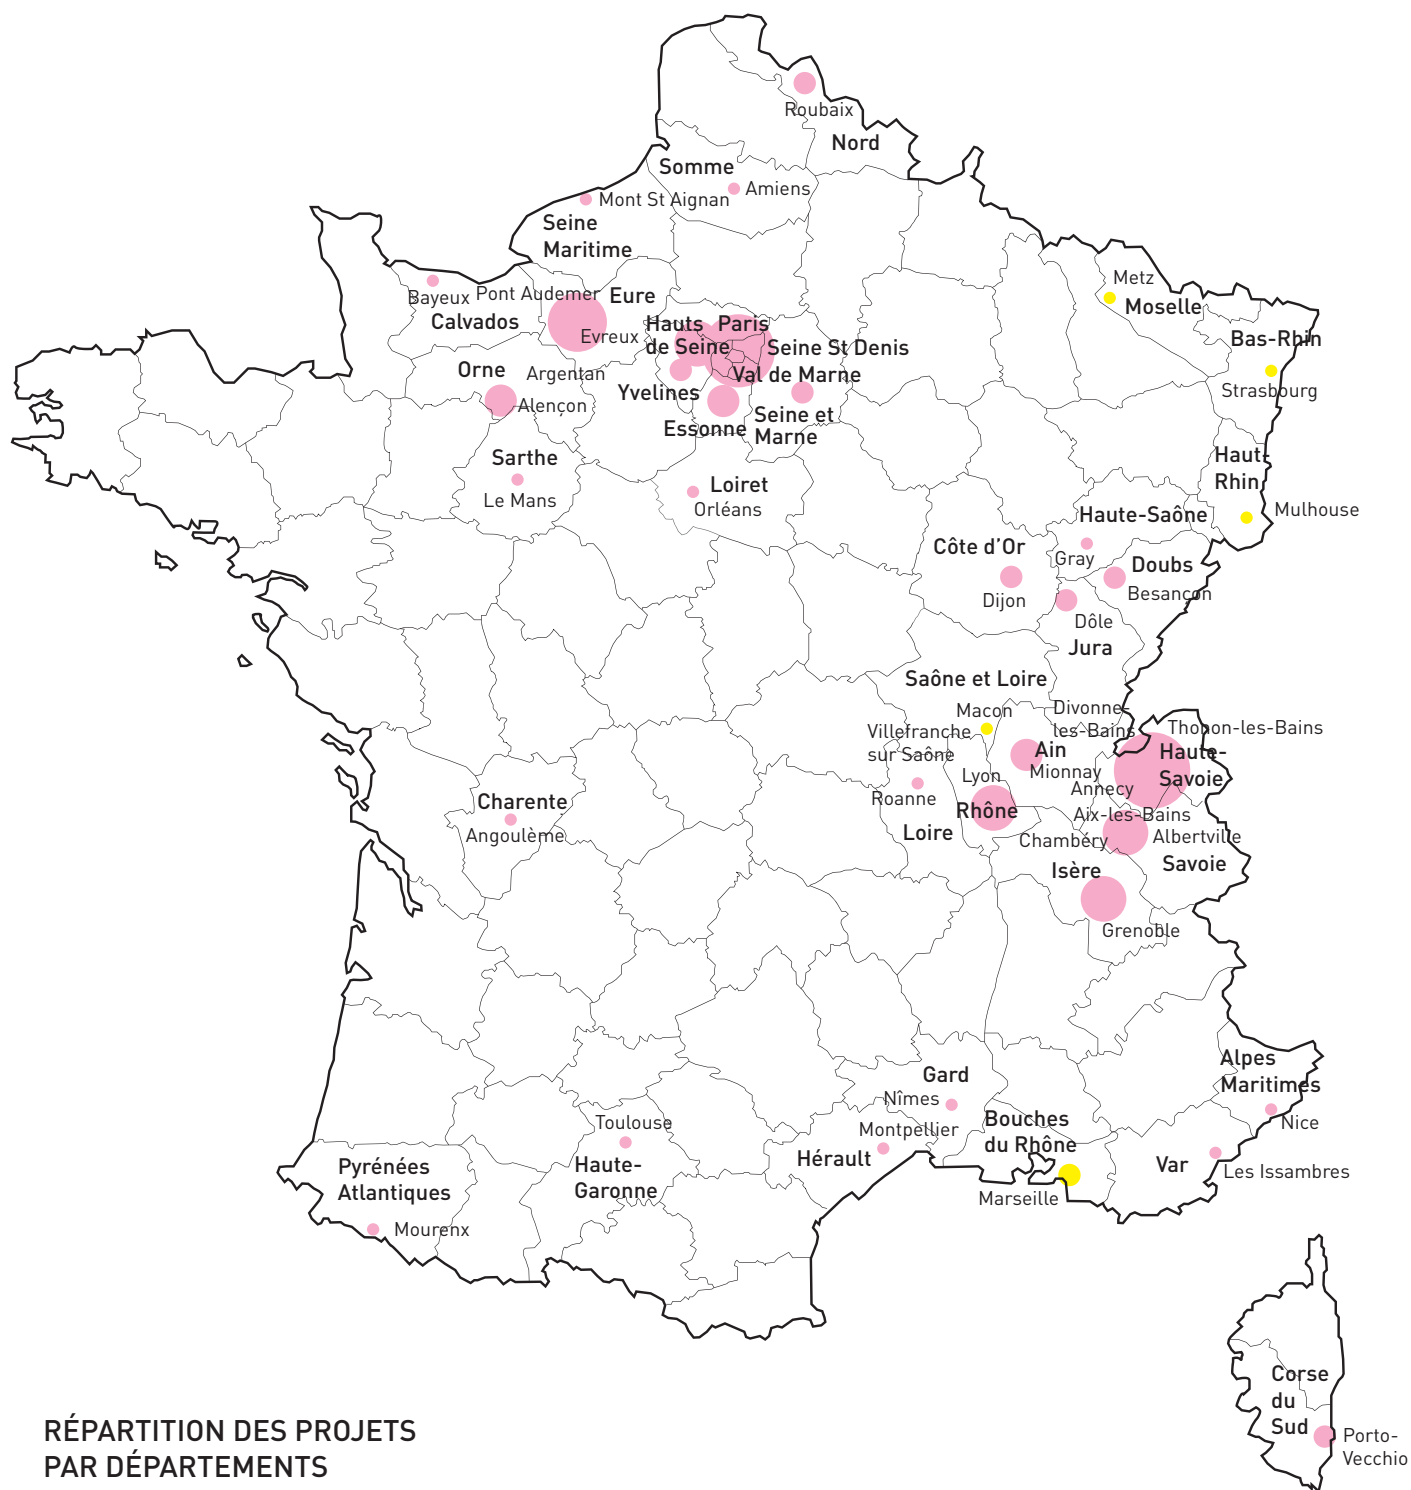 Roubaix
Nord
Somme
Amiens
Mont St Aignan
Seine
Maritime
Bayeux
Pont Audemer
Eure
Calvados
Evreux
Hauts
de Seine
Paris
Seine St Denis
Val de Marne
Metz
Moselle
Bas-Rhin
Strasbourg
Orne
Argentan
Alençon
Yvelines
Essonne
Seine et
Marne
Sarthe
Le Mans
Loiret
Orléans
Haut-
Rhin
Mulhouse
Haute-Saône
Gray
Côte d’Or
Dijon
Doubs
Besançon
Dôle
Jura
Saône et Loire
Macon
Divonne-
les-Bains
Villefranche
sur Saône
Thonon-les-Bains
Haute-
Savoie
Ain
Mionnay
Annecy
Lyon
Rhône
Roanne
Loire
Aix-les-Bains
Chambéry
Albertville
Savoie
Isère
Grenoble
Charente
Angoulème
Alpes
Maritimes
Nice
Gard
Nîmes
Bouches
du Rhône
Marseille
Montpellier
Hérault
Var
Les Issambres
Toulouse
Haute-
Garonne
Pyrénées
Atlantiques
Mourenx
Corse
du
Sud
Porto-
Vecchio
RÉPARTITION DES PROJETS
PAR DÉPARTEMENTS